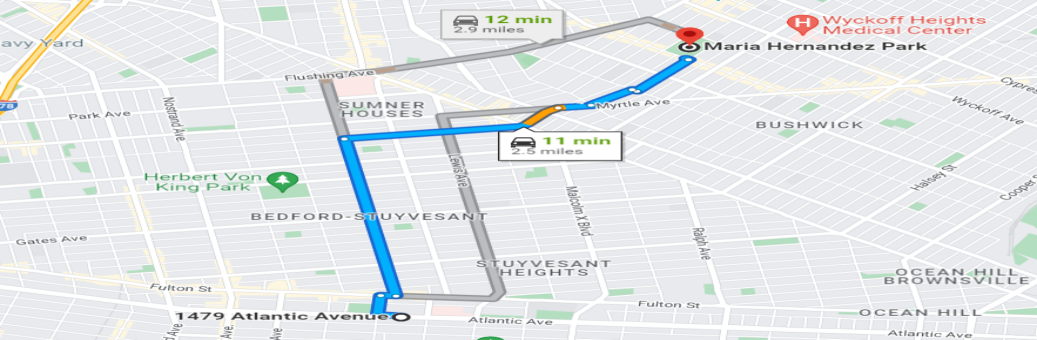 12 min
2.9 miles
Wyckoff Heights
Medical Center
avy Yard
Maria Hernandez Park
Flushing Ave
78
SUMNER
HOUSES
Myrtle Ave
Cypres
Wyckoff Ave
Park Ave
Nostrand Ave
BUSHWICK
11 min
2.5 miles
Lewis Ave
Herbert Von
King Park
Halsey St
Cooper S
Malcolm X Blvd
BEDFORD-STUYVESANT
Ralph Ave
Gates Ave
STUYVESANT
HEIGHTS
OCEAN HILL
BROWNSVILLE
Fulton St
Fulton St
OCEAN HILL
1479 Atlantic Avenue
Atlantic Ave
Atlantic Ave
d Ave
Ave